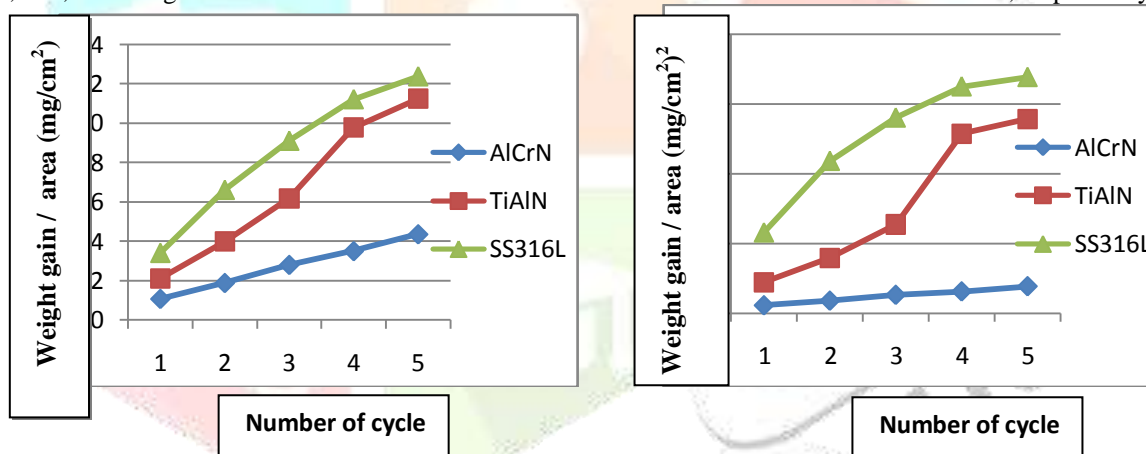 Weight gain / area (mg/cm²)
4
2
0
8
6
4
2
0
1 2 3 4 5
AlCrN
TiAlN
SS316L
Number of cycle
Weight gain / area (mg/cm²)²
1 2 3 4 5
AlCrN
TiAlN
SS316L
Number of cycle